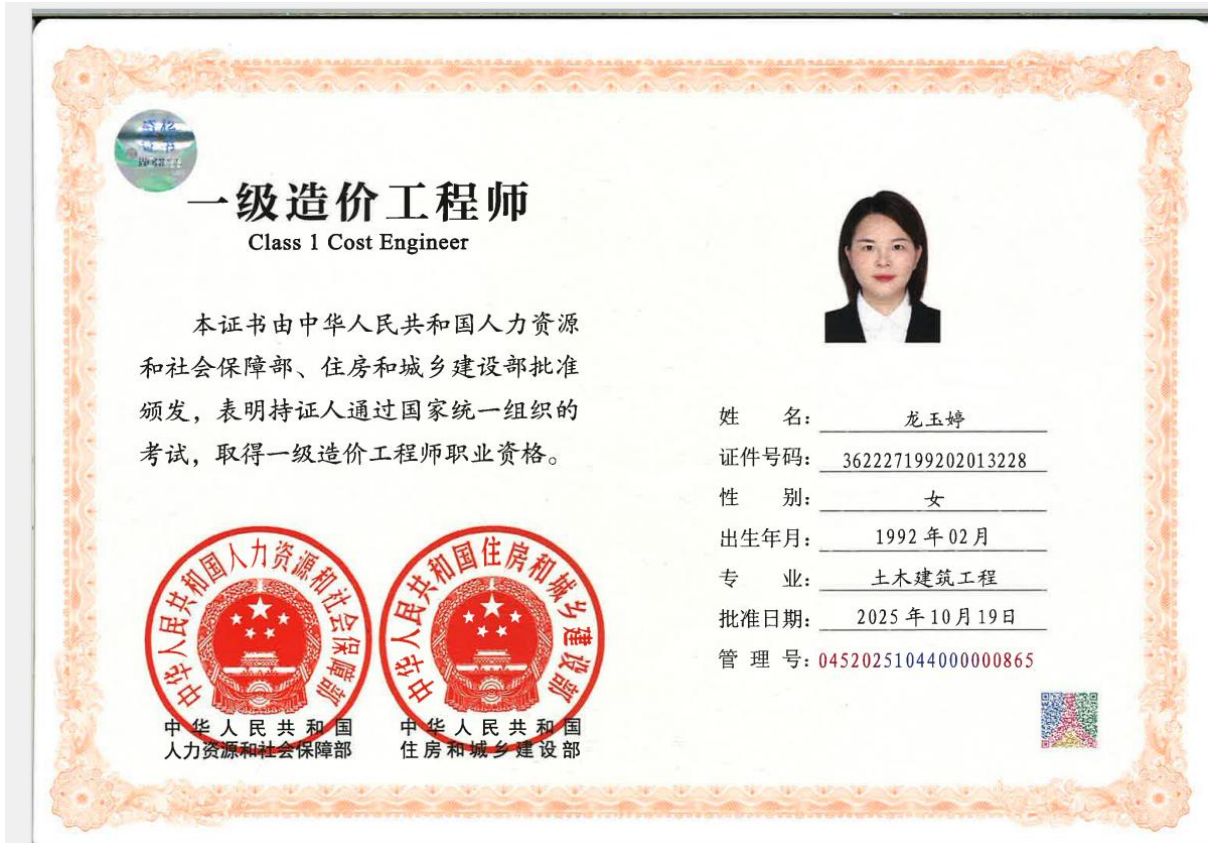 一级造价工程师
Class 1 Cost Engineer
本证书由中华人民共和国人力资源
和社会保障部、住房和城乡建设部批准
颁发，表明持证人通过国家统一组织的
考试，取得一级造价工程师职业资格。
中华人民共和国人力资源和社会保障部
中华人民共和国
人力资源和社会保障部
中华人民共和国住房和城乡建设部
中华人民共和国
住房和城乡建设部
姓 名：龙玉婷
证件号码：362227199202013228
性 别：女
出生年月：1992年02月
专 业：土木建筑工程
批准日期：2025年10月19日
管 理 号：04520251044000000865